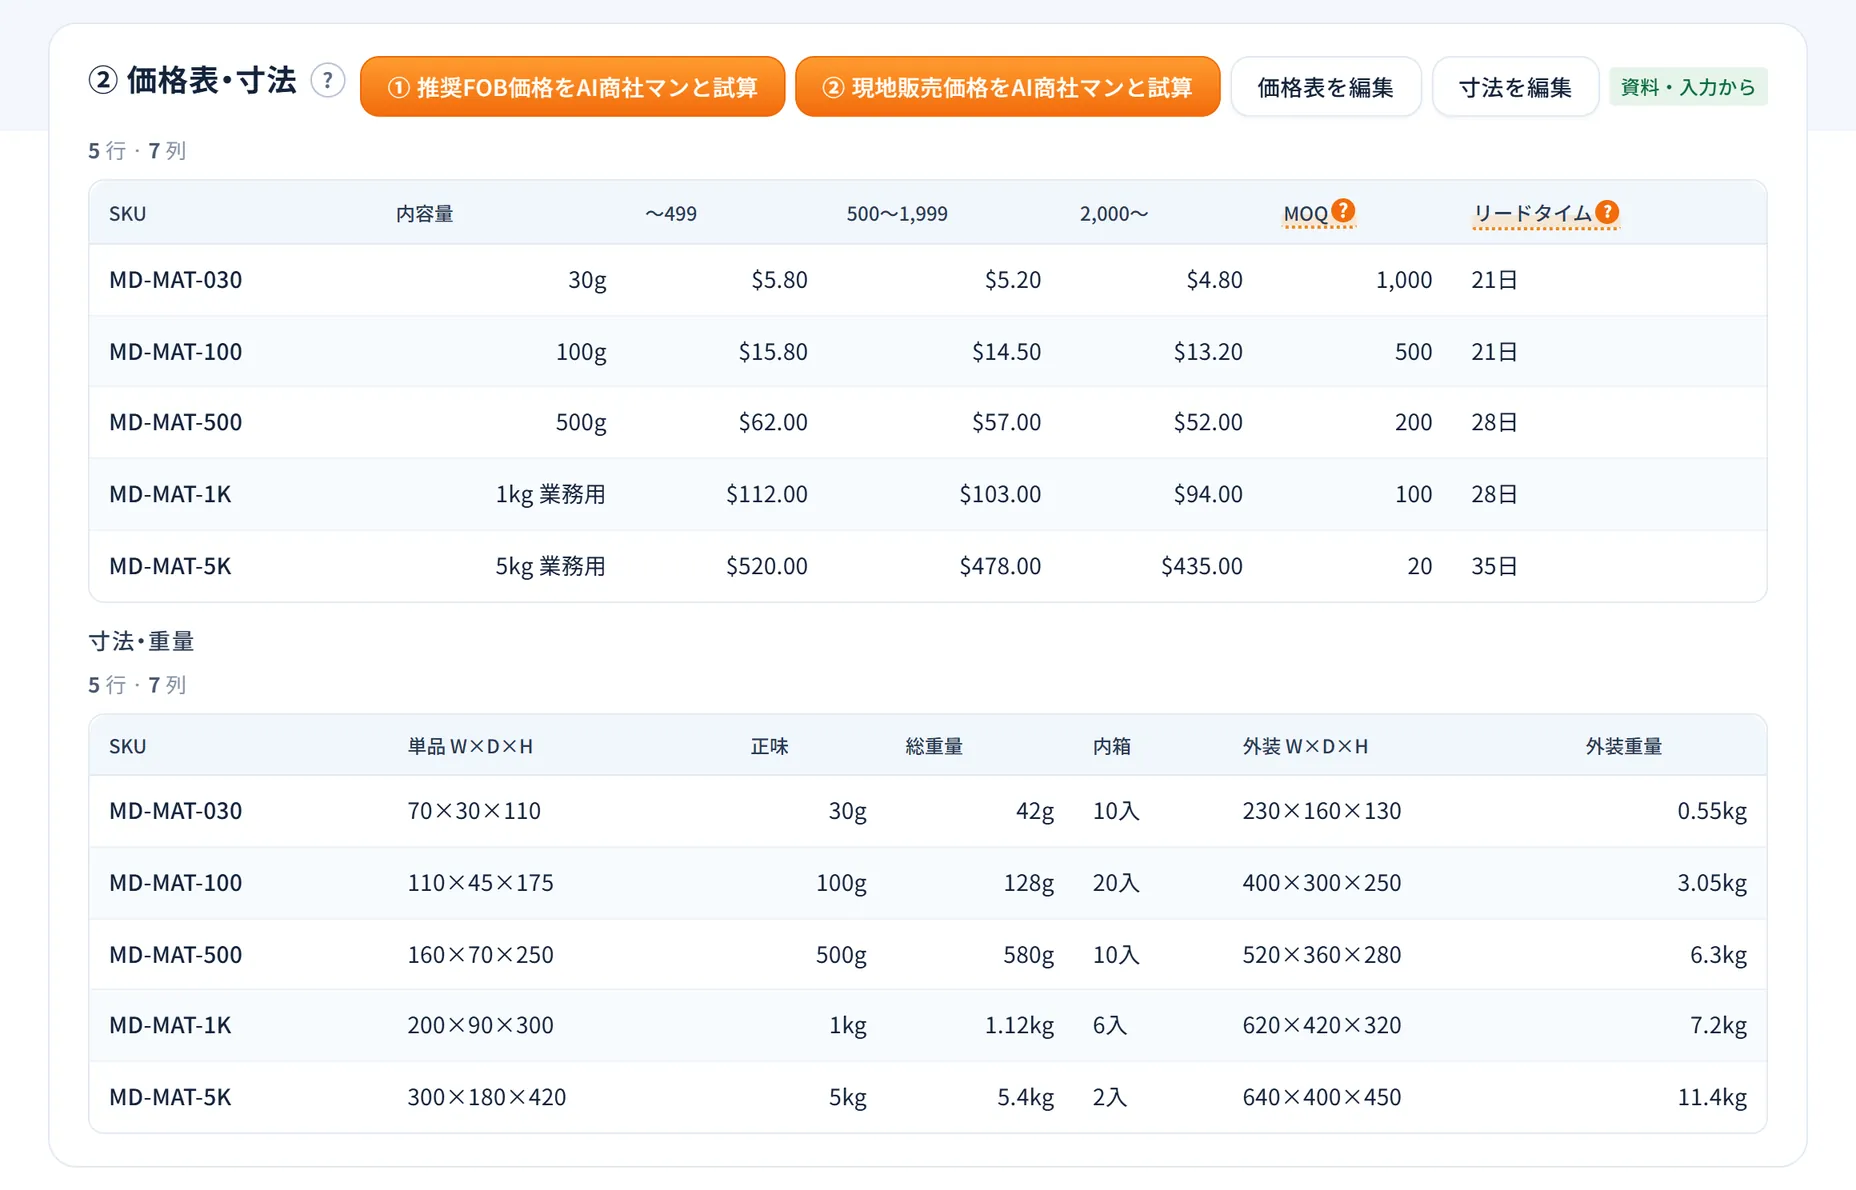 ② 価格表・寸法 ? ① 推奨FOB価格をAI商社マンと試算 ② 現地販売価格をAI商社マンと試算 価格表を編集 寸法を編集 資料・入力から
5 行 · 7 列
SKU 内容量 〜499 500〜1,999 2,000〜 MOQ? リードタイム?
MD-MAT-030 30g $5.80 $5.20 $4.80 1,000 21日
MD-MAT-100 100g $15.80 $14.50 $13.20 500 21日
MD-MAT-500 500g $62.00 $57.00 $52.00 200 28日
MD-MAT-1K 1kg 業務用 $112.00 $103.00 $94.00 100 28日
MD-MAT-5K 5kg 業務用 $520.00 $478.00 $435.00 20 35日
寸法・重量
5 行 · 7 列
SKU 単品 W×D×H 正味 総重量 内箱 外装 W×D×H 外装重量
MD-MAT-030 70×30×110 30g 42g 10入 230×160×130 0.55kg
MD-MAT-100 110×45×175 100g 128g 20入 400×300×250 3.05kg
MD-MAT-500 160×70×250 500g 580g 10入 520×360×280 6.3kg
MD-MAT-1K 200×90×300 1kg 1.12kg 6入 620×420×320 7.2kg
MD-MAT-5K 300×180×420 5kg 5.4kg 2入 640×400×450 11.4kg